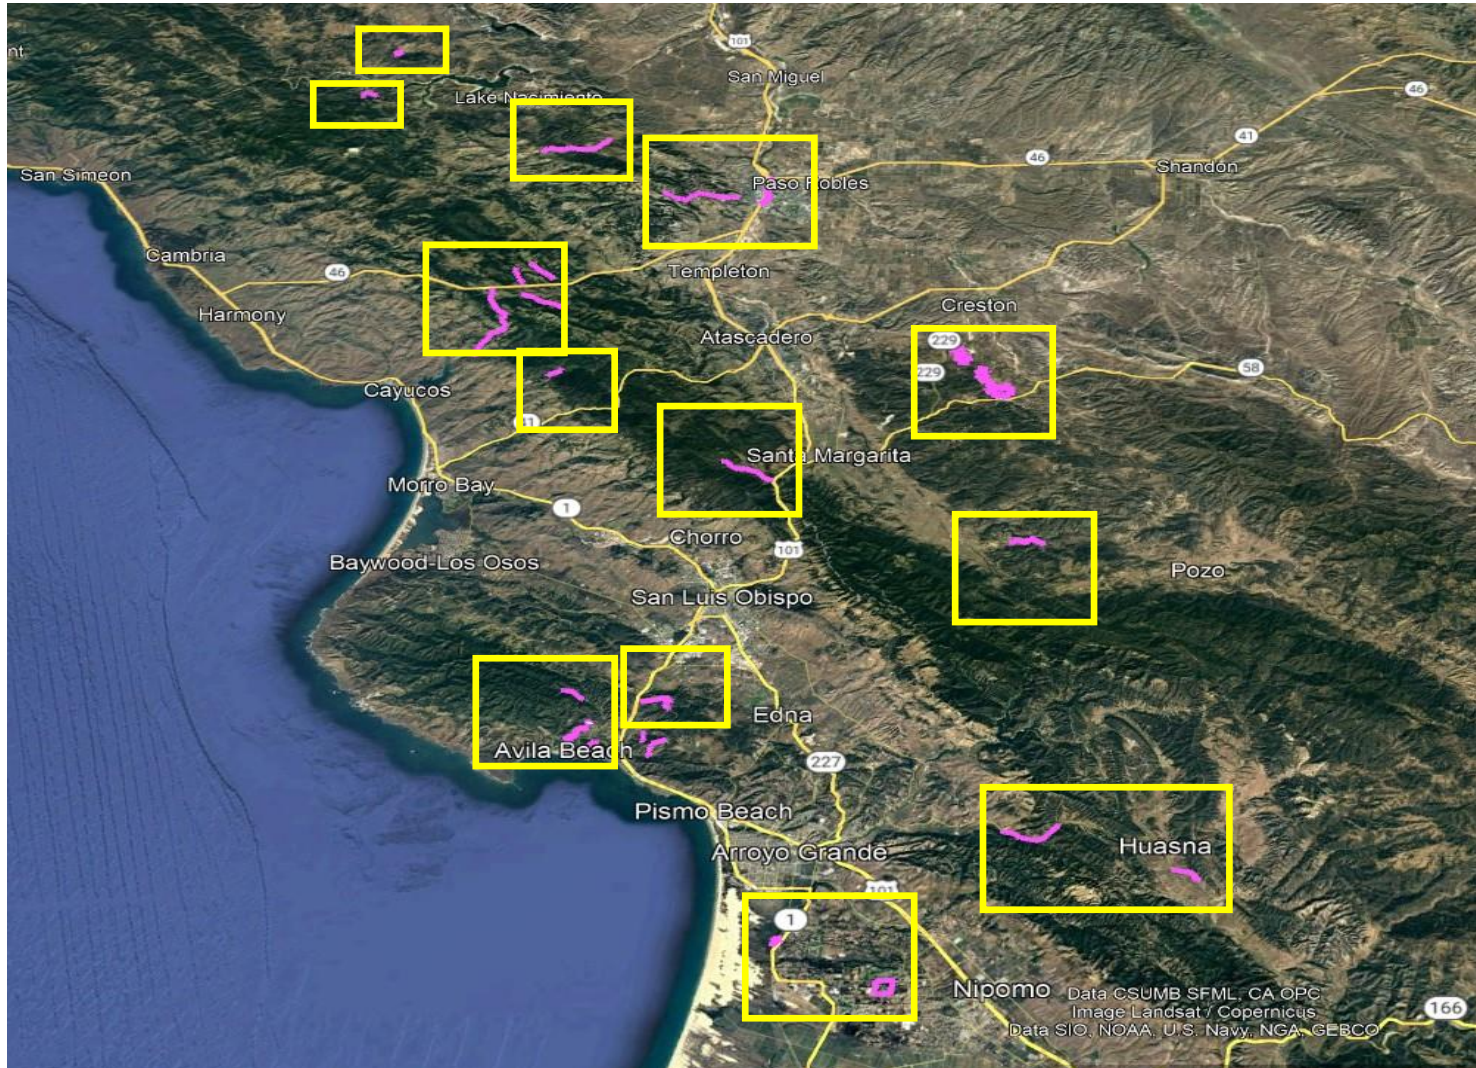 nt
101
San Miguel
Lake Nacimiento
46
41
46
Shandon
San Simeon
Paso Robles
Cambria
46
Templeton
Harmony
Creston
Atascadero
229
58
229
Cayucos
41
Santa Margarita
Morro Bay
1
Chorro
101
Baywood-Los Osos
Pozo
San Luis Obispo
Edna
Avila Beach
227
Pismo Beach
Huasna
Arroyo Grande
101
1
Nipomo
Data CSUMB SFML, CA OPC
Image Landsat / Copernicus
166
Data SIO, NOAA, U.S. Navy, NGA, GEBCO